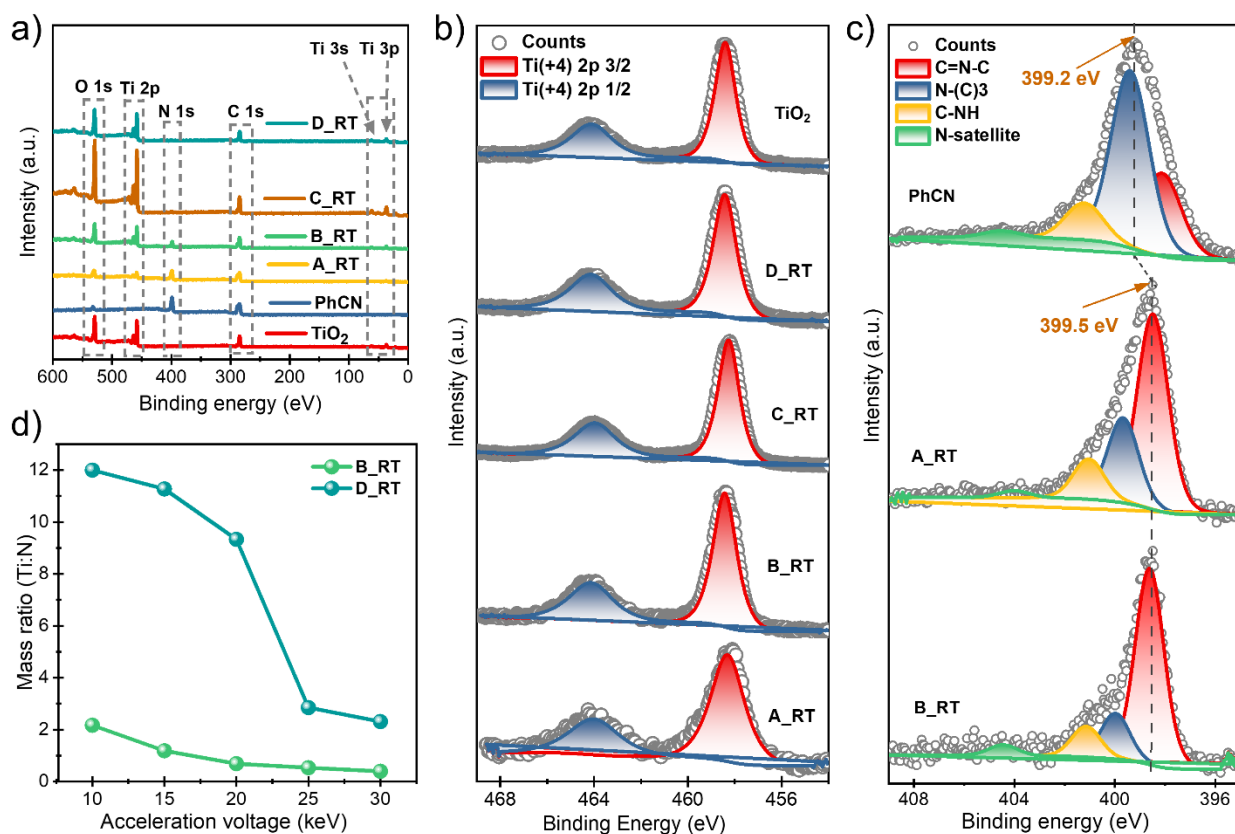 a)
Ti 3s Ti 3p
O 1s Ti 2p N 1s C 1s
D_RT
C_RT
B_RT
A_RT
PhCN
TiO2
Intensity (a.u.)
600 500 400 300 200 100 0
Binding energy (eV)
b)
Counts
Ti(+4) 2p 3/2
Ti(+4) 2p 1/2
TiO2
D_RT
C_RT
B_RT
A_RT
Intensity (a.u.)
468 464 460 456
Binding Energy (eV)
c)
Counts
C=N-C
N-(C)3
C-NH
N-satellite
399.2 eV
PhCN
399.5 eV
A_RT
B_RT
Intensity (a.u.)
408 404 400 396
Binding energy (eV)
d)
B_RT
D_RT
Mass ratio (Ti:N)
12
10
8
6
4
2
0
10 15 20 25 30
Acceleration voltage (keV)